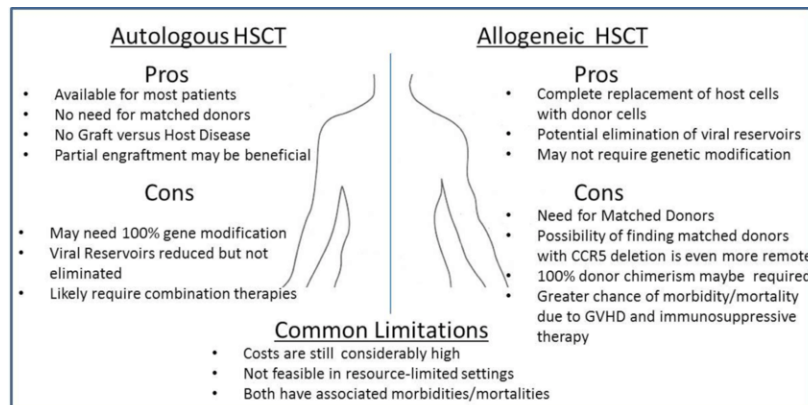 Autologous HSCT
Pros
• Available for most patients
• No need for matched donors
• No Graft versus Host Disease
• Partial engraftment may be beneficial
Cons
• May need 100% gene modification
• Viral Reservoirs reduced but not
eliminated
• Likely require combination therapies
Allogeneic HSCT
Pros
• Complete replacement of host cells
with donor cells
• Potential elimination of viral reservoirs
• May not require genetic modification
Cons
• Need for Matched Donors
• Possibility of finding matched donors
with CCR5 deletion is even more remote
• 100% donor chimerism maybe required
• Greater chance of morbidity/mortality
due to GVHD and immunosuppressive
therapy
Common Limitations
• Costs are still considerably high
• Not feasible in resource-limited settings
• Both have associated morbidities/mortalities